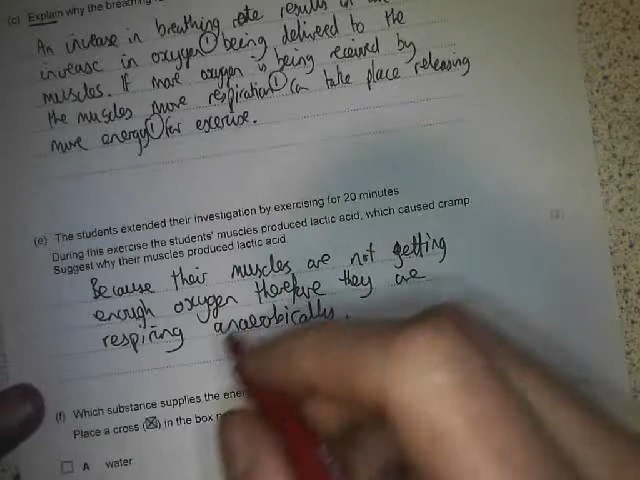 (c) Explain why the breathing
An increase in breathing rate results in
increase in oxygen ① being delivered to the
muscles. If more oxygen is being received by
the muscles more respiration ① can take place releasing
more energy ① for exercise.
(e) The students extended their investigation by exercising for 20 minutes
During this exercise the students' muscles produced lactic acid, which caused cramp
Suggest why their muscles produced lactic acid
(2)
Because their muscles are not getting
enough oxygen therefore they are
respiring anaerobically.
(f) Which substance supplies the
Place a cross (☒) in the box
☐ A water